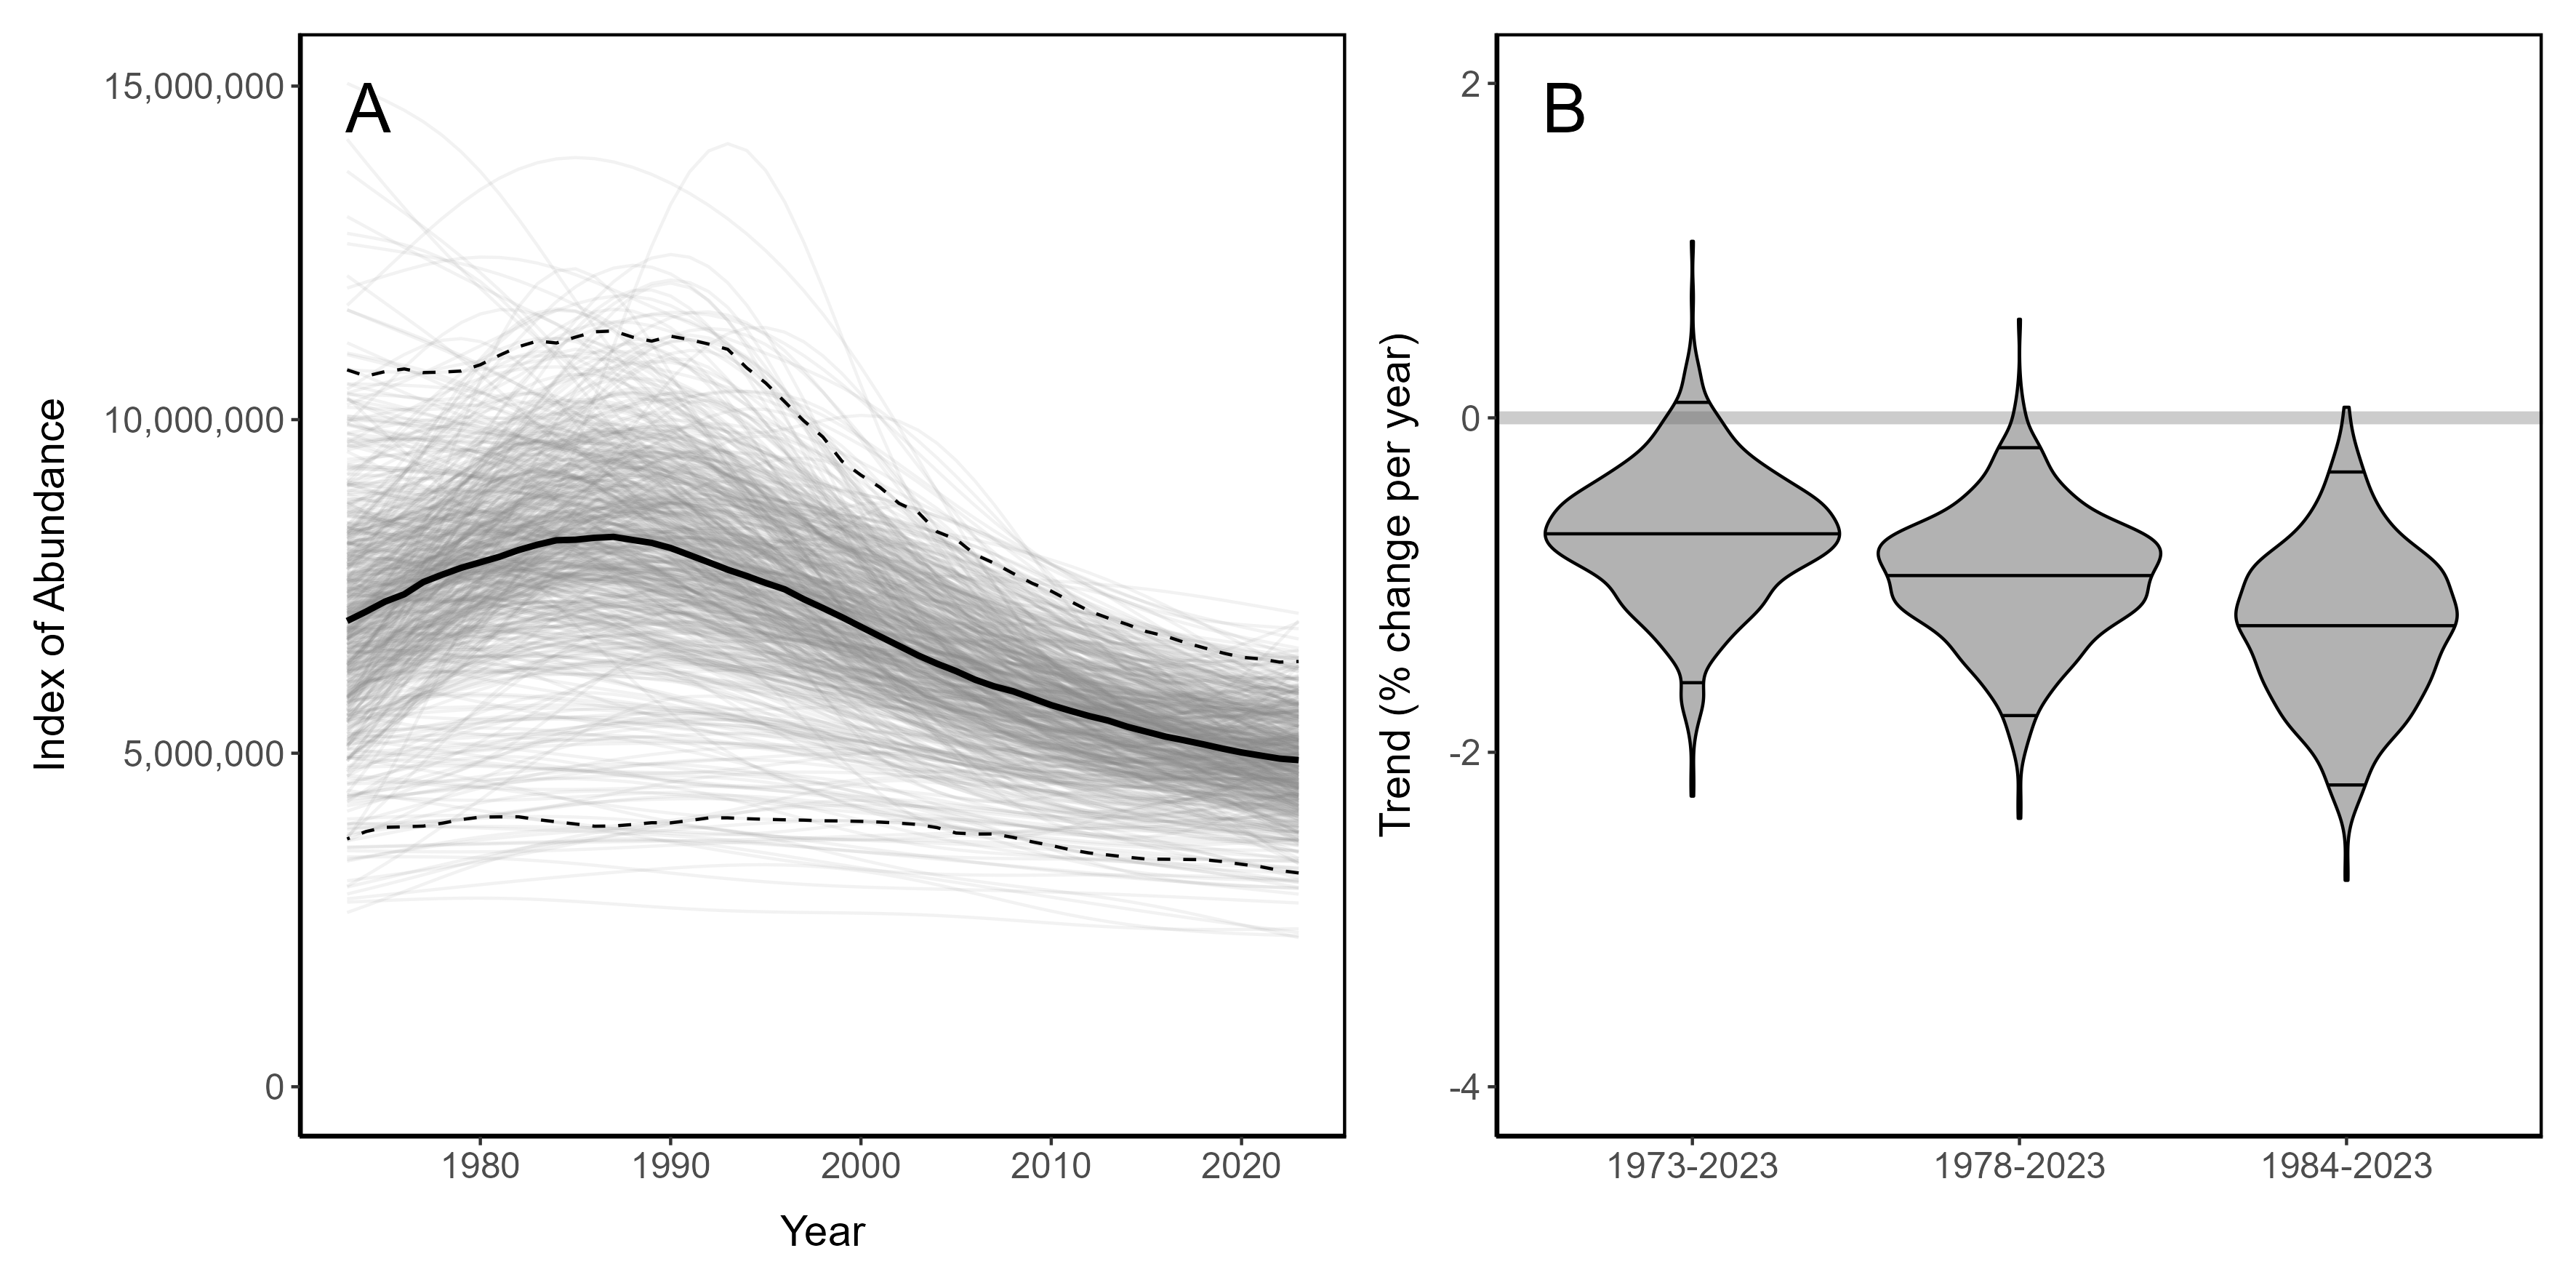 A
Index of Abundance
15,000,000
10,000,000
5,000,000
0
1980 1990 2000 2010 2020
Year
B
Trend (% change per year)
2
0
-2
-4
1973-2023 1978-2023 1984-2023